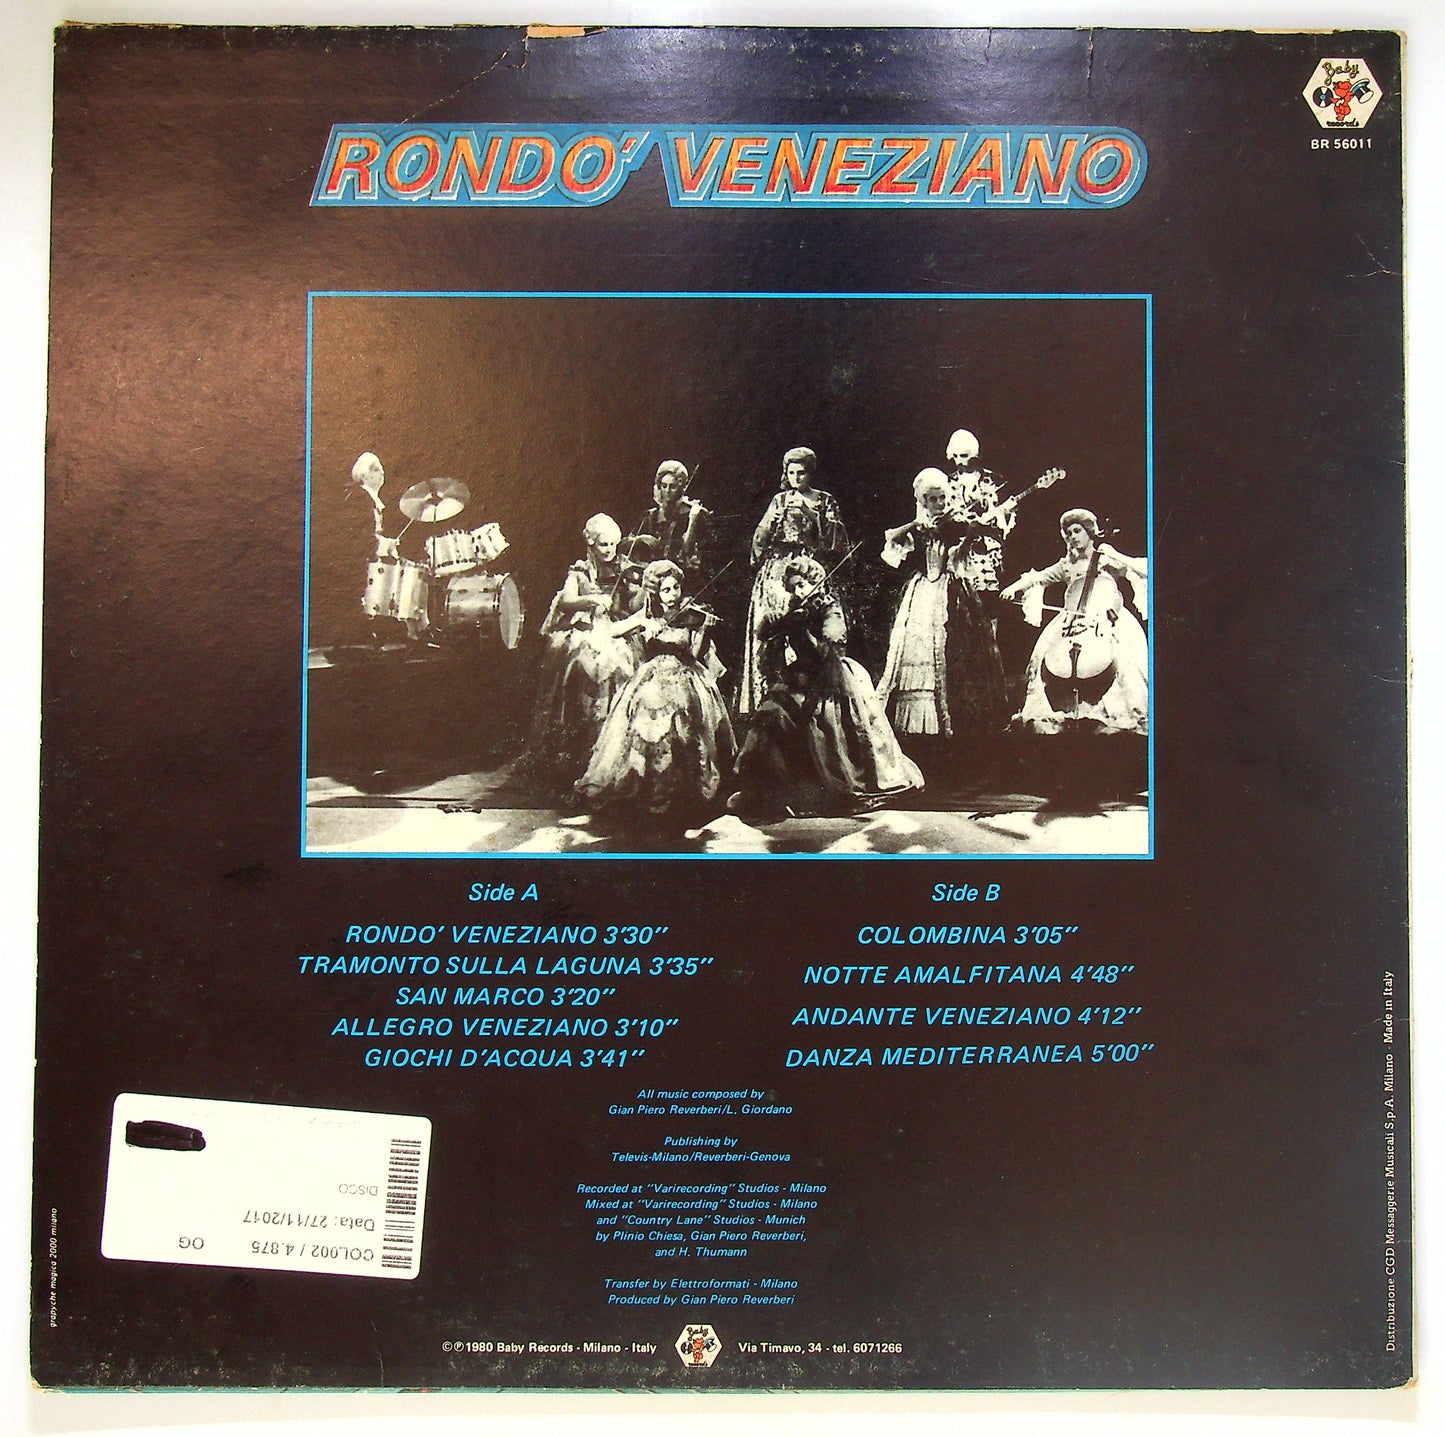 Baby
records
BR 56011
RONDO' VENEZIANO
Side A
RONDO' VENEZIANO 3'30"
TRAMONTO SULLA LAGUNA 3'35"
SAN MARCO 3'20"
ALLEGRO VENEZIANO 3'10"
GIOCHI D'ACQUA 3'41"
Side B
COLOMBINA 3'05"
NOTTE AMALFITANA 4'48"
ANDANTE VENEZIANO 4'12"
DANZA MEDITERRANEA 5'00"
All music composed by
Gian Piero Reverberi/L. Giordano
Publishing by
Televis-Milano/Reverberi-Genova
Recorded at "Varirecording" Studios - Milano
Mixed at "Varirecording" Studios - Milano
and "Country Lane" Studios - Munich
by Plinio Chiesa, Gian Piero Reverberi,
and H. Thumann
Transfer by Elettroformati - Milano
Produced by Gian Piero Reverberi
©℗1980 Baby Records - Milano - Italy
Baby
records
Via Timavo, 34 - tel. 6071266
COL002 / 4.875 OG
Data: 27/11/2017
DISCO
grapyche magica 2000 milano
Distribuzione CGD Messaggerie Musicali S.p.A. Milano · Made in Italy